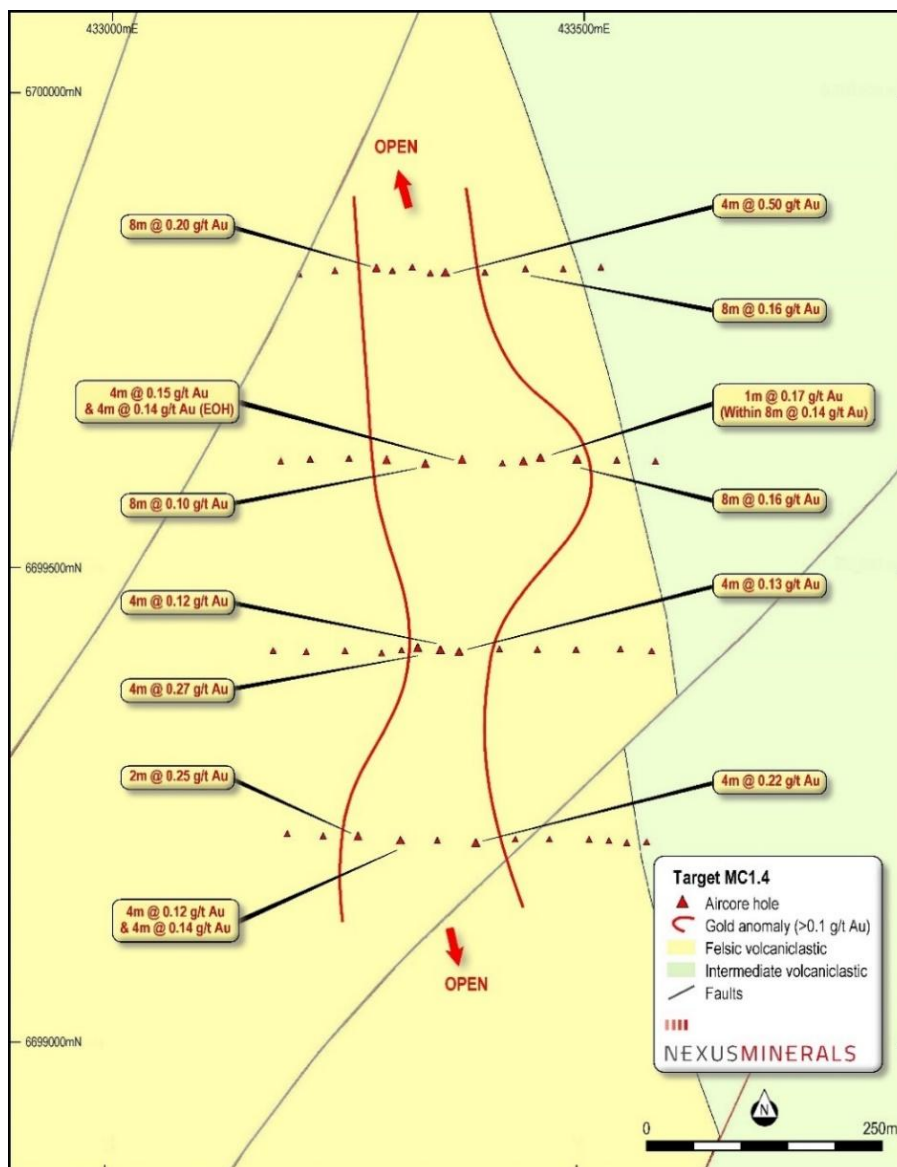 433000mE
433500mE
6700000mN
OPEN
4m @ 0.50 g/t Au
8m @ 0.20 g/t Au
8m @ 0.16 g/t Au
4m @ 0.15 g/t Au
& 4m @ 0.14 g/t Au (EOH)
1m @ 0.17 g/t Au
(Within 8m @ 0.14 g/t Au)
8m @ 0.10 g/t Au
8m @ 0.16 g/t Au
6699500mN
4m @ 0.12 g/t Au
4m @ 0.13 g/t Au
4m @ 0.27 g/t Au
2m @ 0.25 g/t Au
4m @ 0.22 g/t Au
4m @ 0.12 g/t Au
& 4m @ 0.14 g/t Au
OPEN
6699000mN
Target MC1.4
Aircore hole
Gold anomaly (>0.1 g/t Au)
Felsic volcaniclastic
Intermediate volcaniclastic
Faults
NEXUSMINERALS
N
0
250m